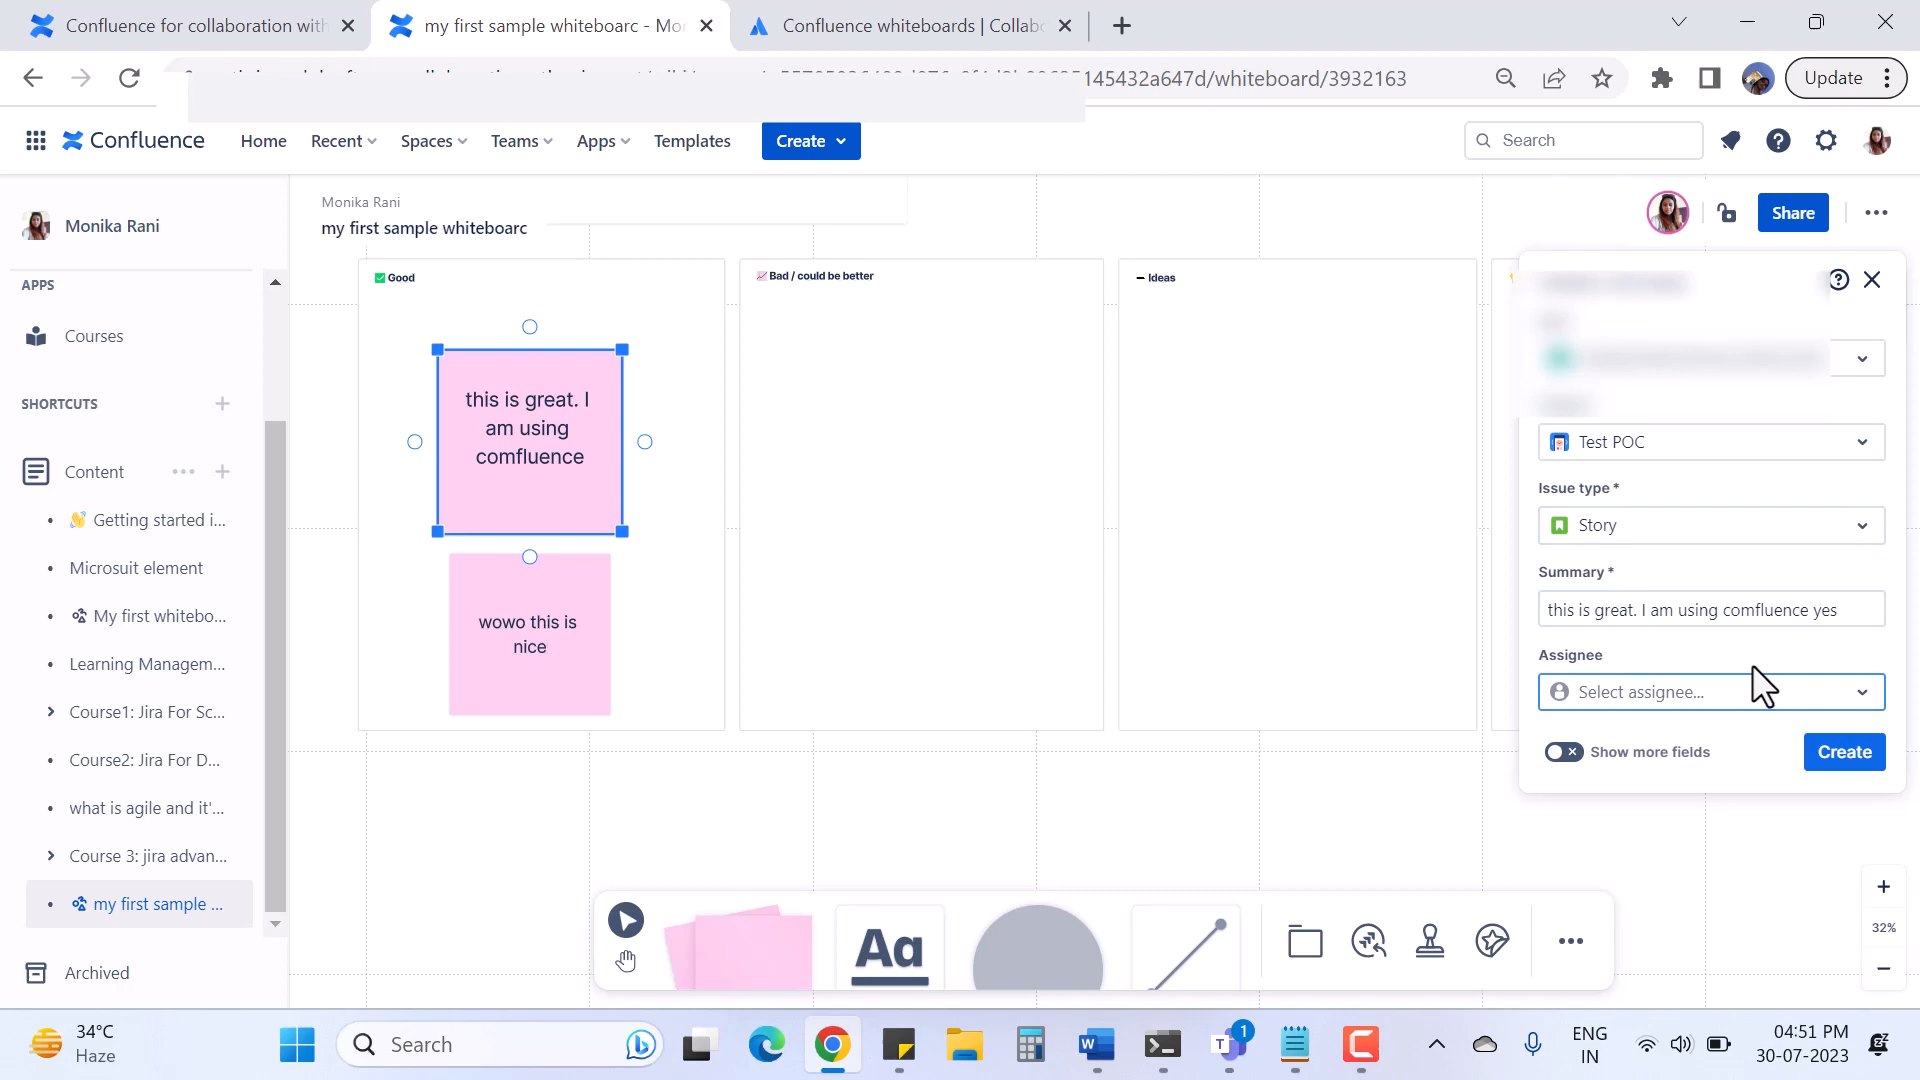 Confluence for collaboration with
my first sample whiteboarc - Mor
Confluence whiteboards | Collabo
145432a647d/whiteboard/3932163
Update
Confluence
Home
Recent
Spaces
Teams
Apps
Templates
Create
Search
Monika Rani
Monika Rani
my first sample whiteboarc
Share
APPS
Courses
SHORTCUTS
Content
Getting started i...
Microsuit element
My first whitebo...
Learning Managem...
Course1: Jira For Sc...
Course2: Jira For D...
what is agile and it'...
Course 3: jira advan...
my first sample ...
Archived
Good
this is great. I
am using
comfluence
wowo this is
nice
Bad / could be better
Ideas
Test POC
Issue type *
Story
Summary *
this is great. I am using comfluence yes
Assignee
Select assignee...
Show more fields
Create
Aa
32%
34°C
Haze
Search
1
ENG
IN
04:51 PM
30-07-2023